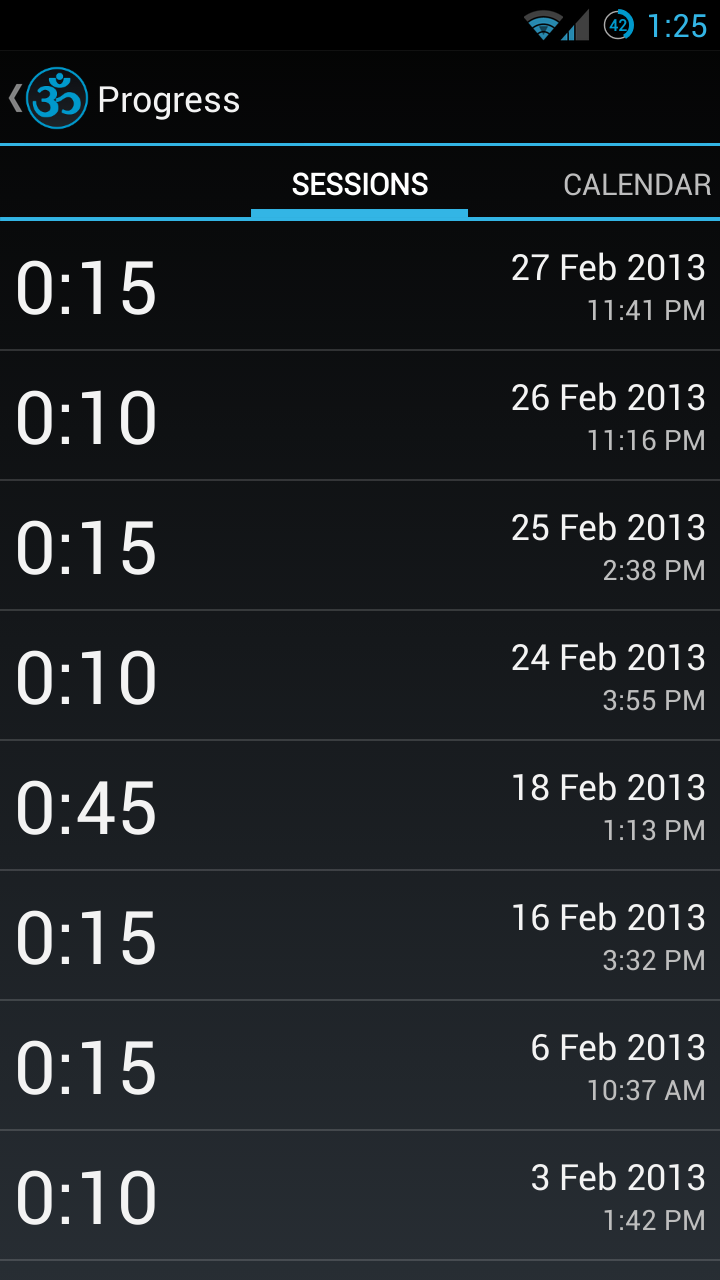 42 1:25
Progress
SESSIONS CALENDAR
0:15 27 Feb 2013
11:41 PM
0:10 26 Feb 2013
11:16 PM
0:15 25 Feb 2013
2:38 PM
0:10 24 Feb 2013
3:55 PM
0:45 18 Feb 2013
1:13 PM
0:15 16 Feb 2013
3:32 PM
0:15 6 Feb 2013
10:37 AM
0:10 3 Feb 2013
1:42 PM